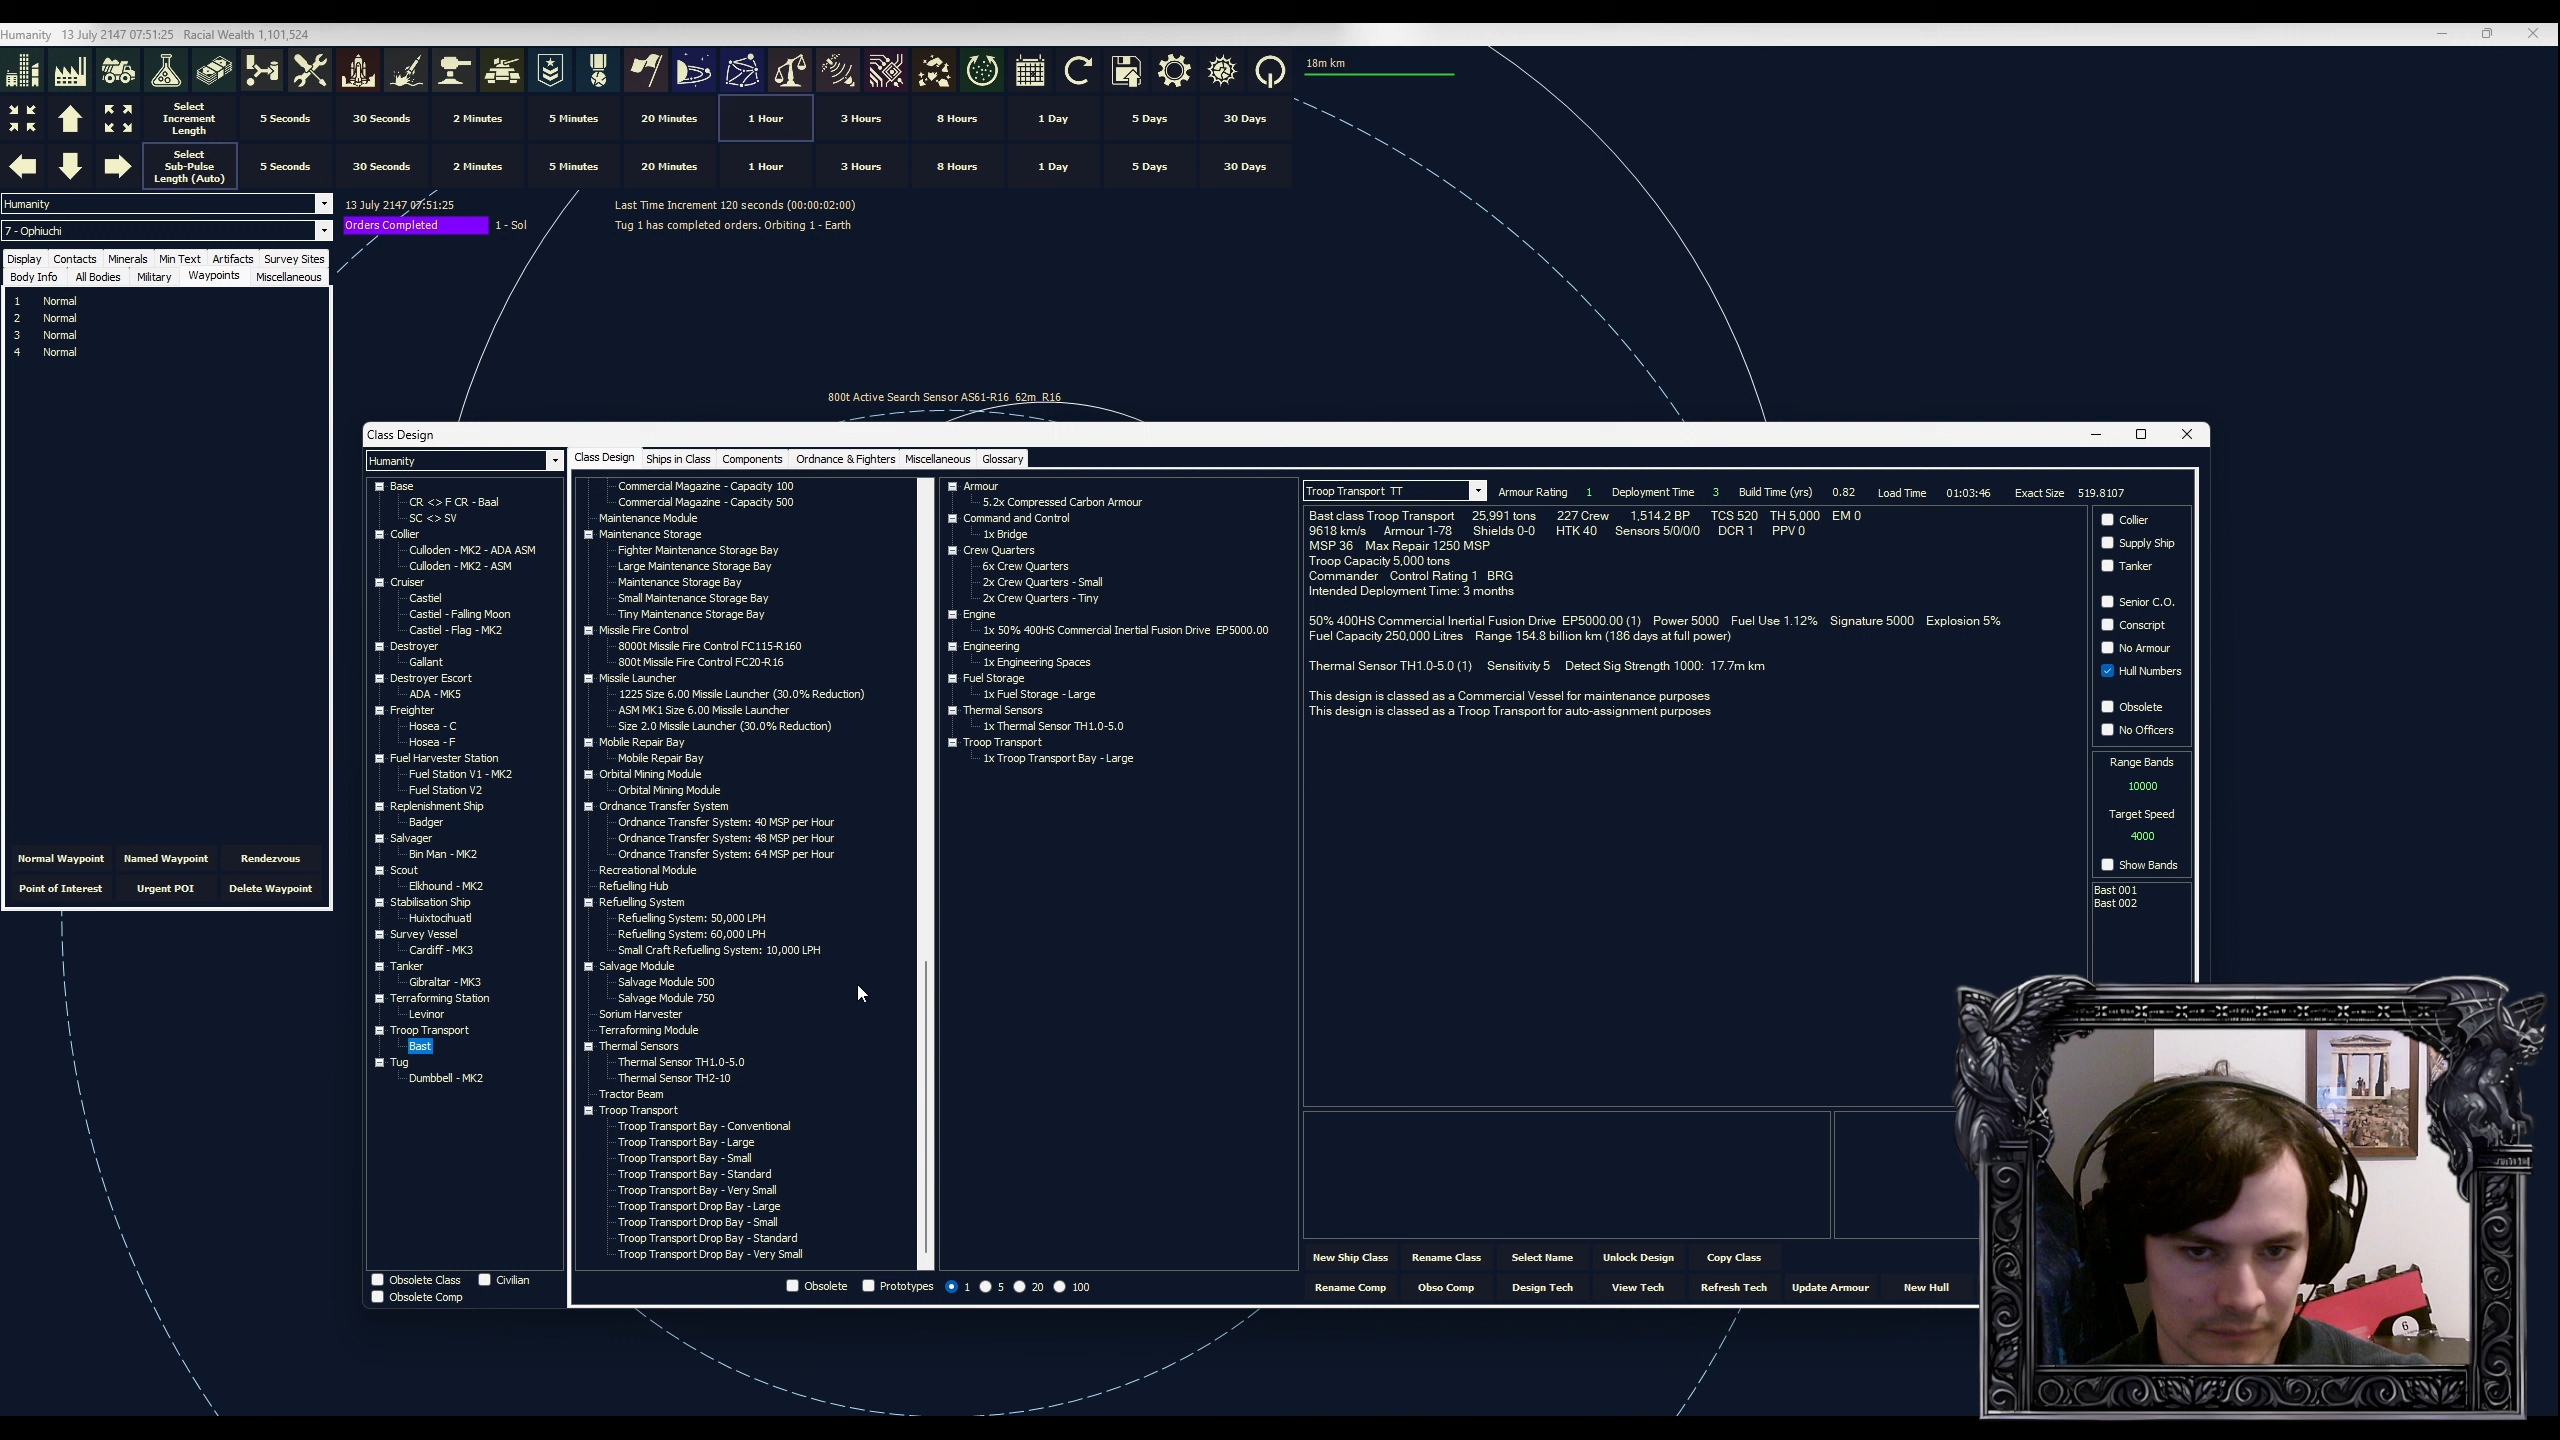 Humanity 13 July 2147 07:51:25 Racial Wealth 1,101,524
18m km
Select Increment Length
5 Seconds 30 Seconds 2 Minutes 5 Minutes 20 Minutes 1 Hour 3 Hours 8 Hours 1 Day 5 Days 30 Days
Select Sub-Pulse Length (Auto)
5 Seconds 30 Seconds 2 Minutes 5 Minutes 20 Minutes 1 Hour 3 Hours 8 Hours 1 Day 5 Days 30 Days
Humanity
7 - Ophiuchi
13 July 2147 07:51:25 Last Time Increment 120 seconds (00:00:02:00)
Orders Completed 1 - Sol Tug 1 has completed orders. Orbiting 1 - Earth
Display Contacts Minerals Min Text Artifacts Survey Sites
Body Info All Bodies Military Waypoints Miscellaneous
1 Normal
2 Normal
3 Normal
4 Normal
Normal Waypoint Named Waypoint Rendezvous
Point of Interest Urgent POI Delete Waypoint
800t Active Search Sensor AS61-R16 62m R16
Class Design
Humanity
Class Design Ships in Class Components Ordnance & Fighters Miscellaneous Glossary
Base
CR <> F CR - Baal
SC <> SV
Collier
Culloden - MK2 - ADA ASM
Culloden - MK2 - ASM
Cruiser
Castiel
Castiel - Falling Moon
Castiel - Flag - MK2
Destroyer
Gallant
Destroyer Escort
ADA - MK5
Freighter
Hosea - C
Hosea - F
Fuel Harvester Station
Fuel Station V1 - MK2
Fuel Station V2
Replenishment Ship
Badger
Salvager
Bin Man - MK2
Scout
Elkhound - MK2
Stabilisation Ship
Huixtocihuatl
Survey Vessel
Cardiff - MK3
Tanker
Gibraltar - MK3
Terraforming Station
Levinor
Troop Transport
Bast
Tug
Dumbbell - MK2
Obsolete Class Civilian
Obsolete Comp
Commercial Magazine - Capacity 100
Commercial Magazine - Capacity 500
Maintenance Module
Maintenance Storage
Fighter Maintenance Storage Bay
Large Maintenance Storage Bay
Maintenance Storage Bay
Small Maintenance Storage Bay
Tiny Maintenance Storage Bay
Missile Fire Control
8000t Missile Fire Control FC115-R160
800t Missile Fire Control FC20-R16
Missile Launcher
1225 Size 6.00 Missile Launcher (30.0% Reduction)
ASM MK1 Size 6.00 Missile Launcher
Size 2.0 Missile Launcher (30.0% Reduction)
Mobile Repair Bay
Mobile Repair Bay
Orbital Mining Module
Orbital Mining Module
Ordnance Transfer System
Ordnance Transfer System: 40 MSP per Hour
Ordnance Transfer System: 48 MSP per Hour
Ordnance Transfer System: 64 MSP per Hour
Recreational Module
Refuelling Hub
Refuelling System
Refuelling System: 50,000 LPH
Refuelling System: 60,000 LPH
Small Craft Refuelling System: 10,000 LPH
Salvage Module
Salvage Module 500
Salvage Module 750
Sorium Harvester
Terraforming Module
Thermal Sensors
Thermal Sensor TH1.0-5.0
Thermal Sensor TH2-10
Tractor Beam
Troop Transport
Troop Transport Bay - Conventional
Troop Transport Bay - Large
Troop Transport Bay - Small
Troop Transport Bay - Standard
Troop Transport Bay - Very Small
Troop Transport Drop Bay - Large
Troop Transport Drop Bay - Small
Troop Transport Drop Bay - Standard
Troop Transport Drop Bay - Very Small
Obsolete Prototypes 1 5 20 100
Armour
5.2x Compressed Carbon Armour
Command and Control
1x Bridge
Crew Quarters
6x Crew Quarters
2x Crew Quarters - Small
2x Crew Quarters - Tiny
Engine
1x 50% 400HS Commercial Inertial Fusion Drive EP5000.00
Engineering
1x Engineering Spaces
Fuel Storage
1x Fuel Storage - Large
Thermal Sensors
1x Thermal Sensor TH1.0-5.0
Troop Transport
1x Troop Transport Bay - Large
Troop Transport TT Armour Rating 1 Deployment Time 3 Build Time (yrs) 0.82 Load Time 01:03:46 Exact Size 519.8107
Bast class Troop Transport 25,991 tons 227 Crew 1,514.2 BP TCS 520 TH 5,000 EM 0
9618 km/s Armour 1-78 Shields 0-0 HTK 40 Sensors 5/0/0/0 DCR 1 PPV 0
MSP 36 Max Repair 1250 MSP
Troop Capacity 5,000 tons
Commander Control Rating 1 BRG
Intended Deployment Time: 3 months
50% 400HS Commercial Inertial Fusion Drive EP5000.00 (1) Power 5000 Fuel Use 1.12% Signature 5000 Explosion 5%
Fuel Capacity 250,000 Litres Range 154.8 billion km (186 days at full power)
Thermal Sensor TH1.0-5.0 (1) Sensitivity 5 Detect Sig Strength 1000: 17.7m km
This design is classed as a Commercial Vessel for maintenance purposes
This design is classed as a Troop Transport for auto-assignment purposes
Collier
Supply Ship
Tanker
Senior C.O.
Conscript
No Armour
Hull Numbers
Obsolete
No Officers
Range Bands
10000
Target Speed
4000
Show Bands
Bast 001
Bast 002
New Ship Class Rename Class Select Name Unlock Design Copy Class
Rename Comp Obso Comp Design Tech View Tech Refresh Tech Update Armour New Hull
6